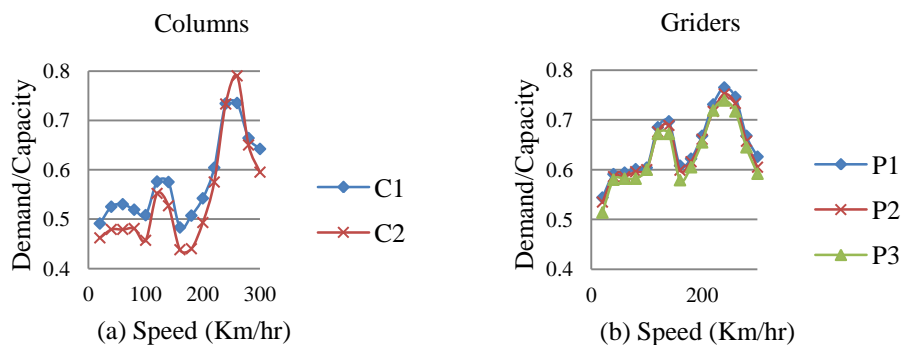 Columns
Demand/Capacity
0.8
0.7
0.6
0.5
0.4
0
100
200
300
C1
C2
(a) Speed (Km/hr)
Griders
Demand/Capacity
0.8
0.7
0.6
0.5
0.4
0
200
P1
P2
P3
(b) Speed (Km/hr)